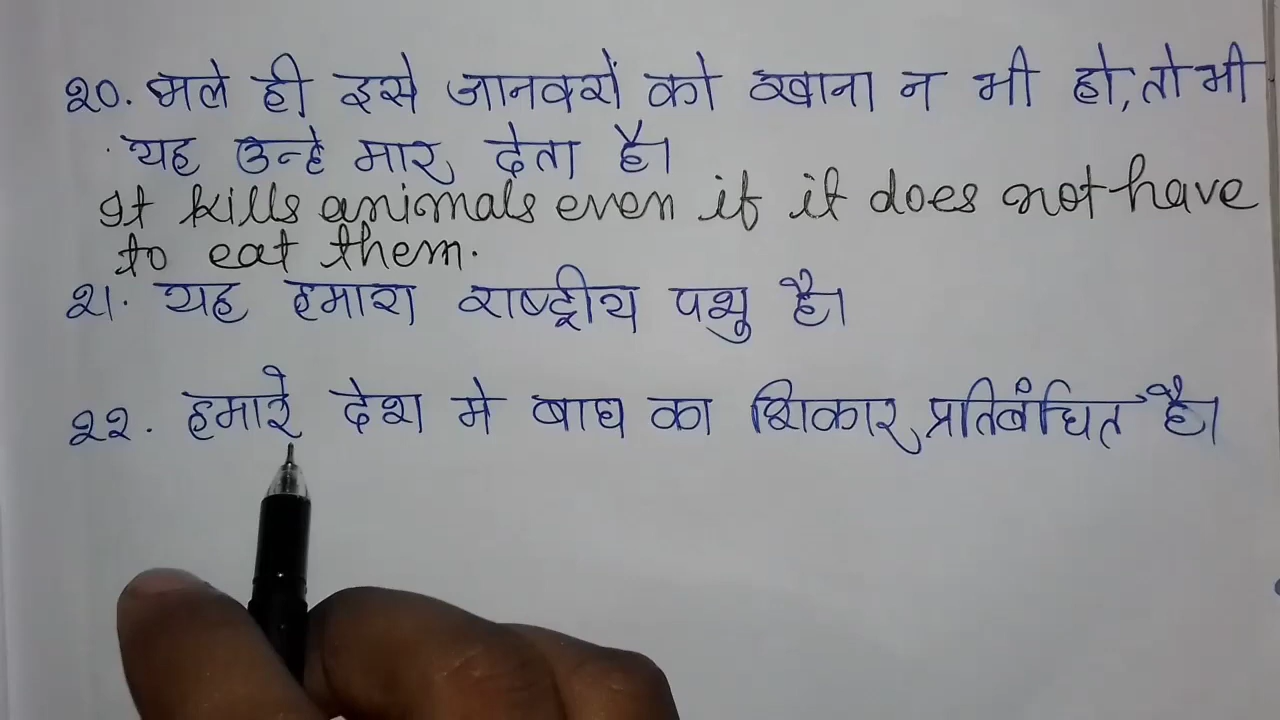 २०. भले ही इसे जानवरों को खाना न भी हो, तो भी
यह उन्हे मार देता है।
It kills animals even if it does not have
to eat them.
२१. यह हमारा राष्ट्रीय पशु है।
२२. हमारे देश मे बाघ का शिकार प्रतिबंधित है।